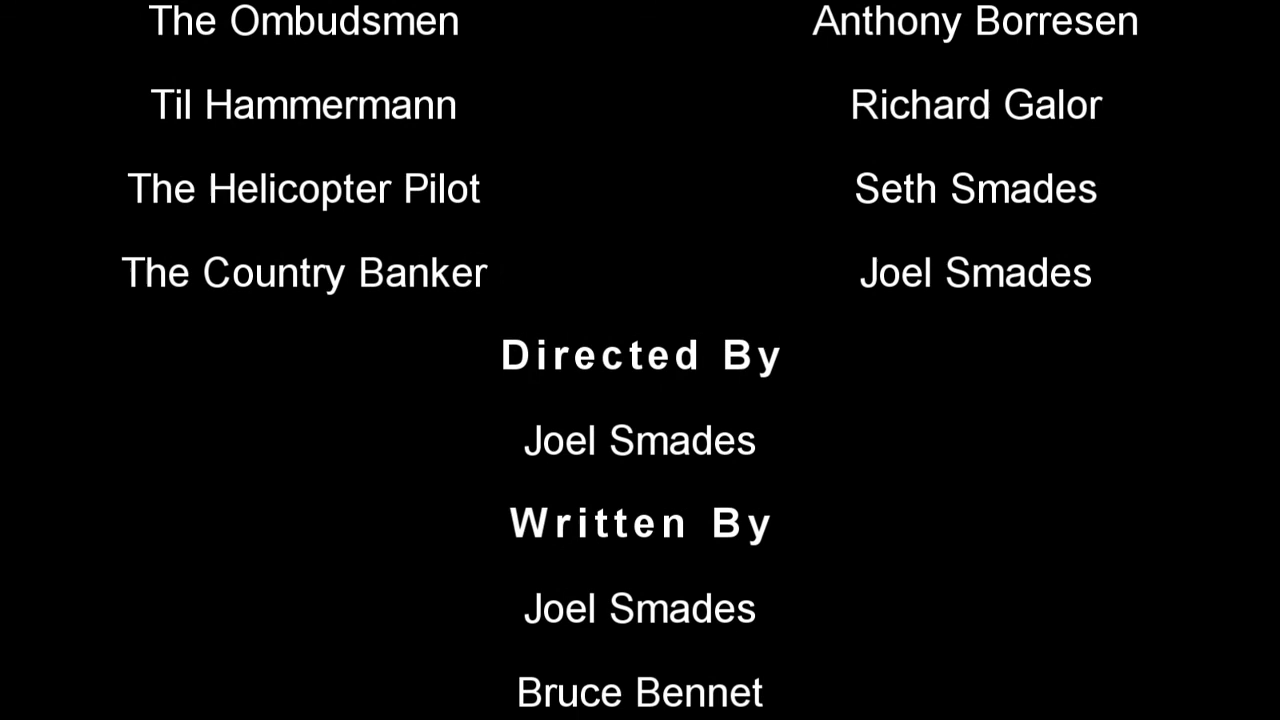 The Ombudsmen Anthony Borresen
Til Hammermann Richard Galor
The Helicopter Pilot Seth Smades
The Country Banker Joel Smades
Directed By
Joel Smades
Written By
Joel Smades
Bruce Bennet